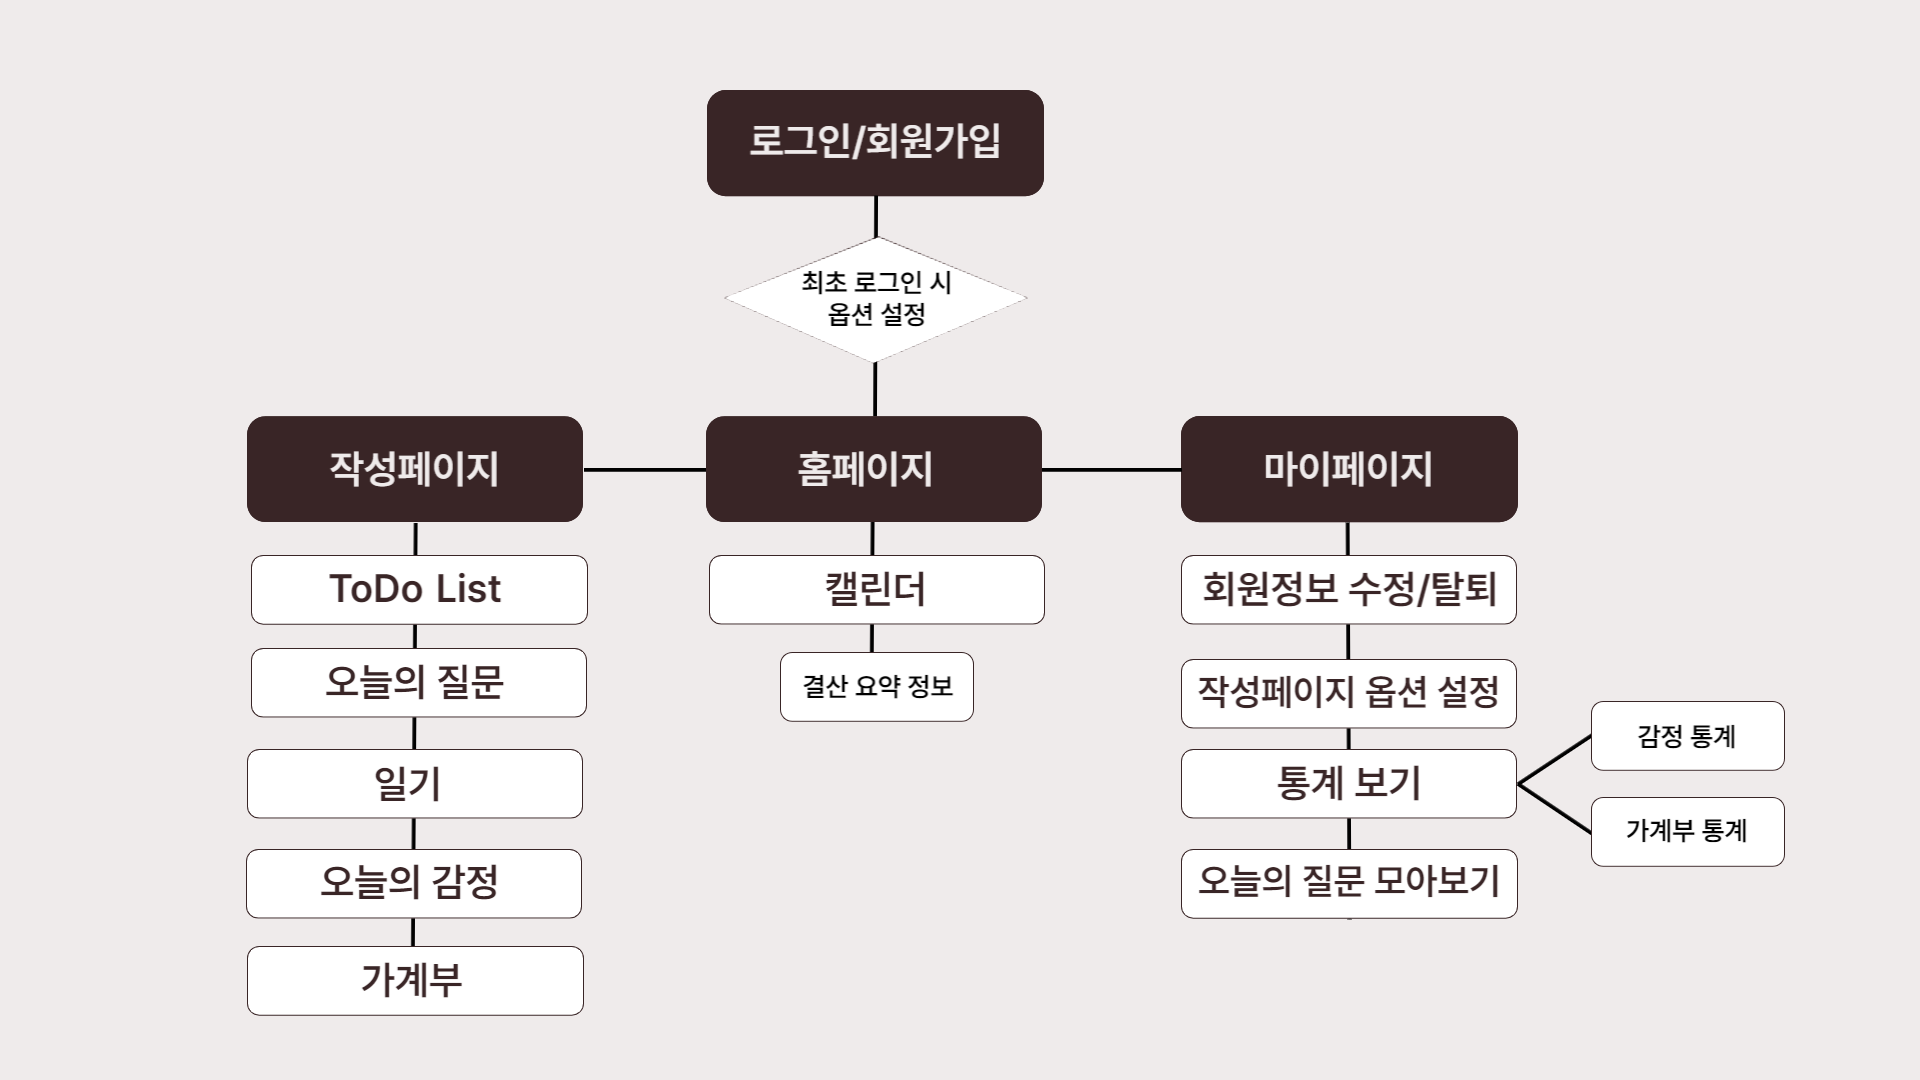 로그인/회원가입
최초 로그인 시
옵션 설정
작성페이지
홈페이지
마이페이지
ToDo List
오늘의 질문
일기
오늘의 감정
가계부
캘린더
결산 요약 정보
회원정보 수정/탈퇴
작성페이지 옵션 설정
통계 보기
오늘의 질문 모아보기
감정 통계
가계부 통계